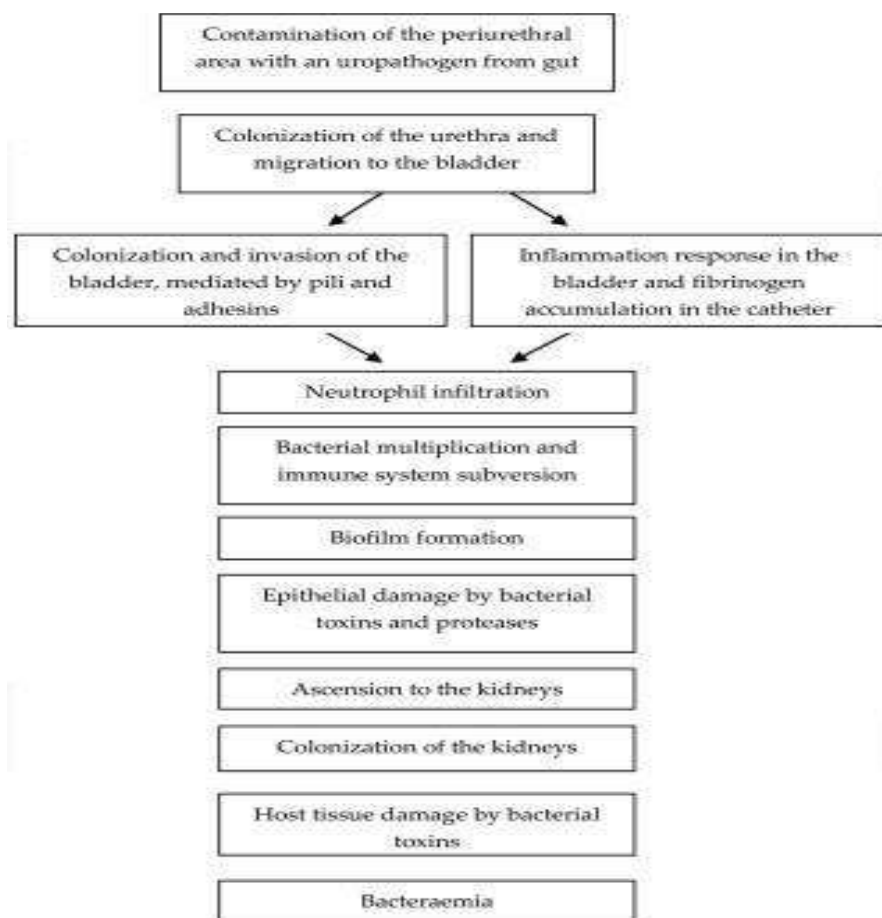 Contamination of the periurethral
area with an uropathogen from gut
Colonization of the urethra and
migration to the bladder
Colonization and invasion of the
bladder, mediated by pili and
adhesins
Inflammation response in the
bladder and fibrinogen
accumulation in the catheter
Neutrophil infiltration
Bacterial multiplication and
immune system subversion
Biofilm formation
Epithelial damage by bacterial
toxins and proteases
Ascension to the kidneys
Colonization of the kidneys
Host tissue damage by bacterial
toxins
Bacteraemia